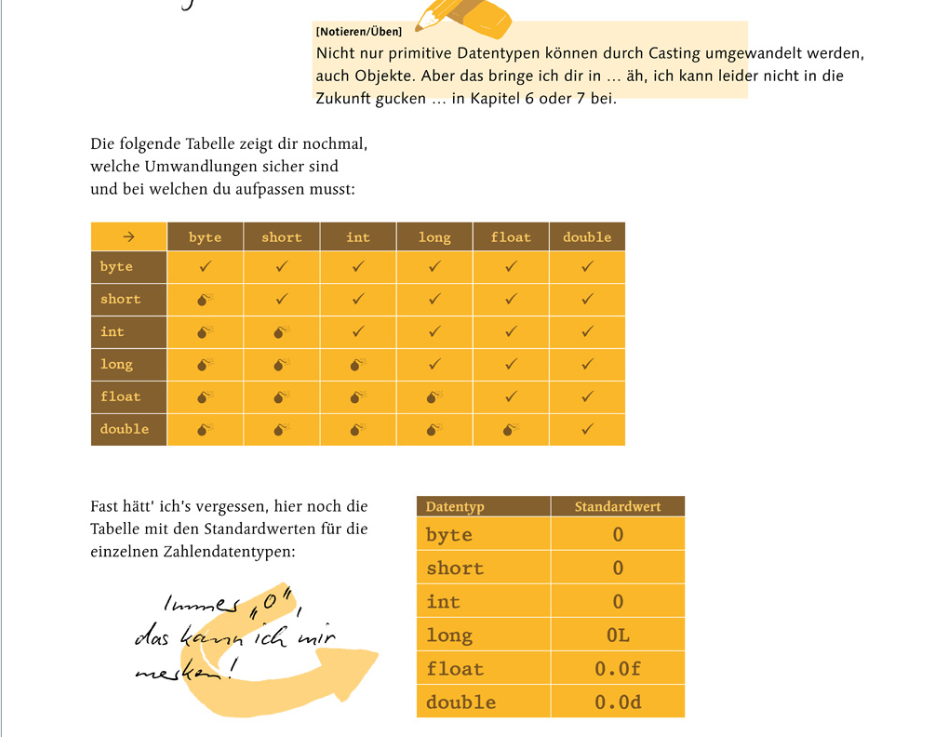 [Notieren/Üben]
Nicht nur primitive Datentypen können durch Casting umgewandelt werden,
auch Objekte. Aber das bringe ich dir in … äh, ich kann leider nicht in die
Zukunft gucken … in Kapitel 6 oder 7 bei.
Die folgende Tabelle zeigt dir nochmal,
welche Umwandlungen sicher sind
und bei welchen du aufpassen musst:
→ byte short int long float double
byte ✓ ✓ ✓ ✓ ✓ ✓
short 💣 ✓ ✓ ✓ ✓ ✓
int 💣 💣 ✓ ✓ ✓ ✓
long 💣 💣 💣 ✓ ✓ ✓
float 💣 💣 💣 💣 ✓ ✓
double 💣 💣 💣 💣 💣 ✓
Fast hätt' ich's vergessen, hier noch die
Tabelle mit den Standardwerten für die
einzelnen Zahlendatentypen:
Immer „0",
das kann ich mir
merken!
Datentyp Standardwert
byte 0
short 0
int 0
long 0L
float 0.0f
double 0.0d